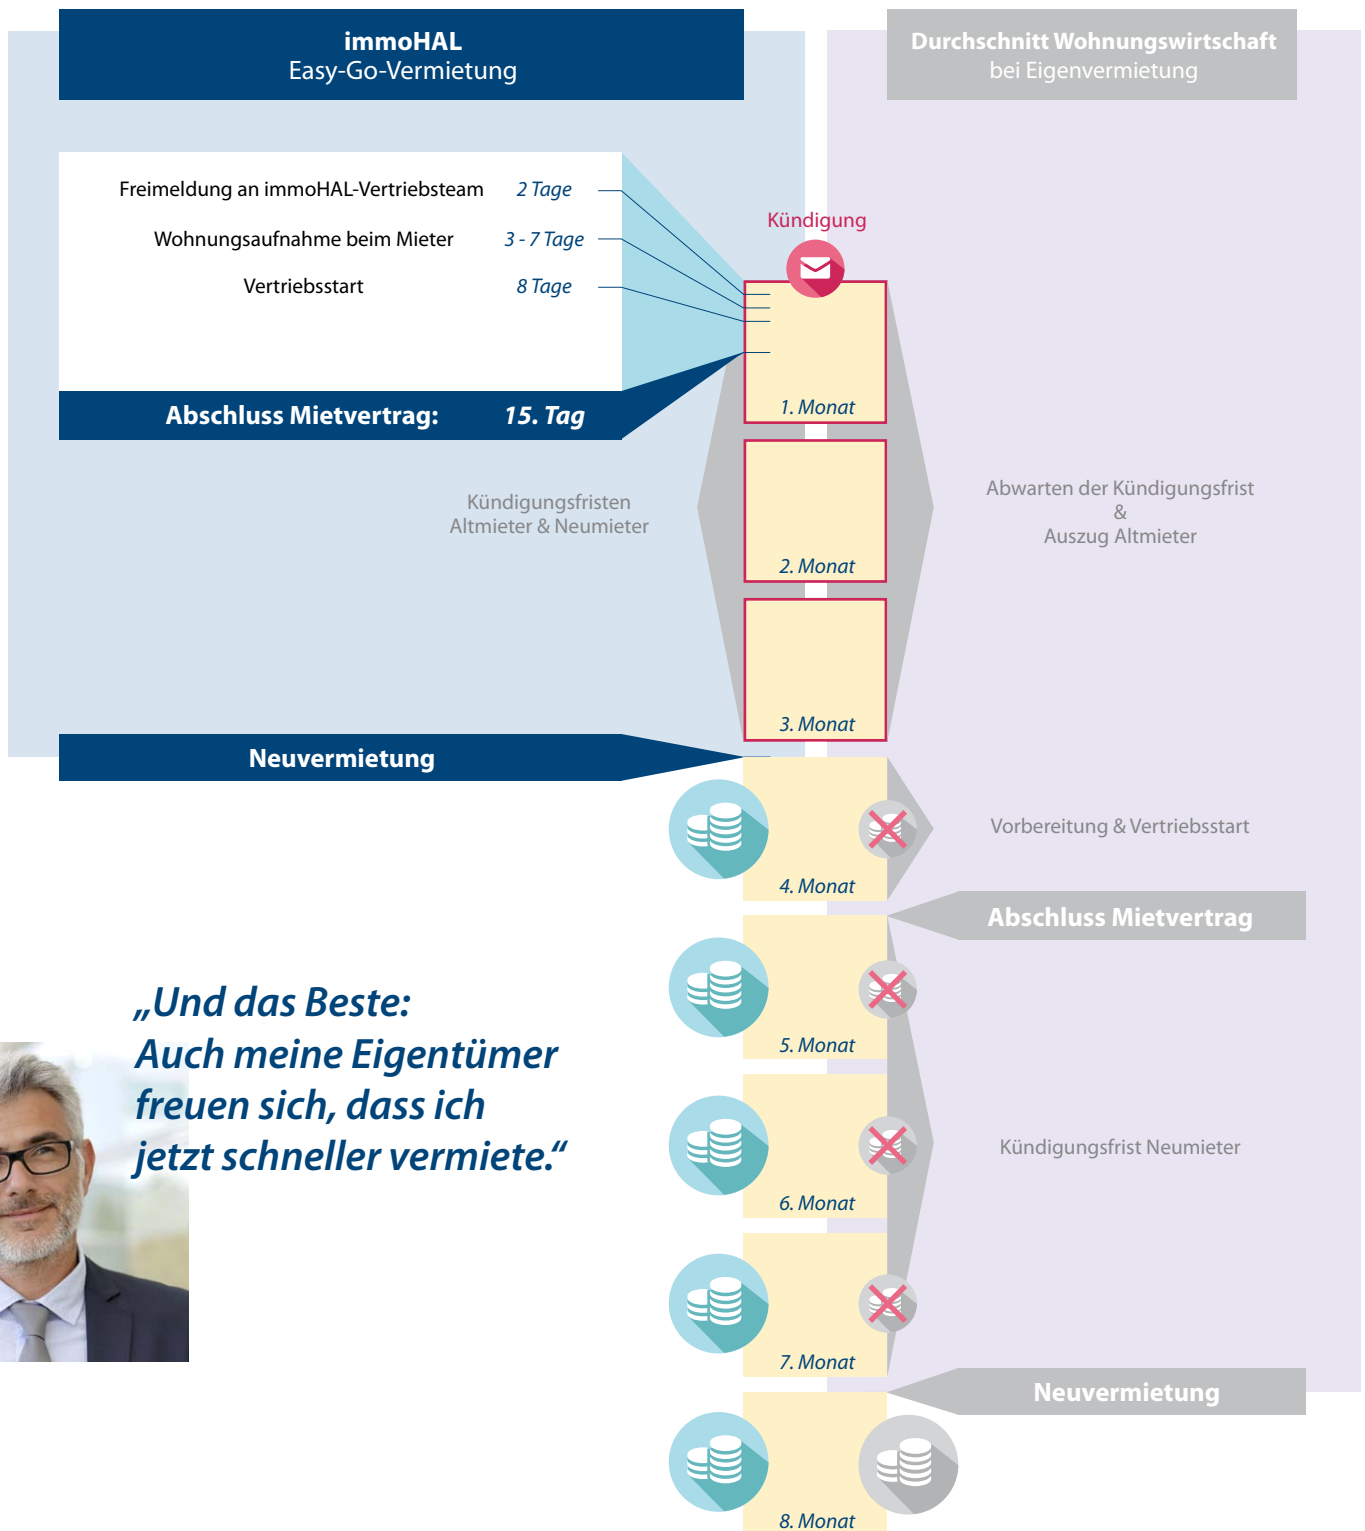 immoHAL
Easy-Go-Vermietung
Durchschnitt Wohnungswirtschaft
bei Eigenvermietung
Freimeldung an immoHAL-Vertriebsteam 2 Tage
Wohnungsaufnahme beim Mieter 3 - 7 Tage
Vertriebsstart 8 Tage
Abschluss Mietvertrag: 15. Tag
Kündigung
1. Monat
Kündigungsfristen
Altmieter & Neumieter
Abwarten der Kündigungsfrist
&
Auszug Altmieter
2. Monat
3. Monat
Neuvermietung
Vorbereitung & Vertriebsstart
4. Monat
Abschluss Mietvertrag
„Und das Beste:
Auch meine Eigentümer
freuen sich, dass ich
jetzt schneller vermiete.“
5. Monat
Kündigungsfrist Neumieter
6. Monat
7. Monat
Neuvermietung
8. Monat